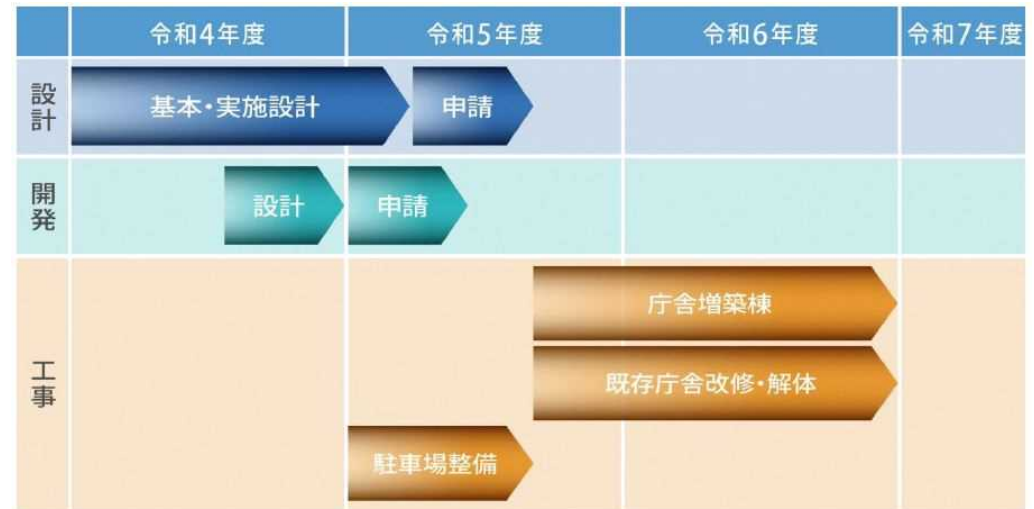 令和4年度
令和5年度
令和6年度
令和7年度
設計
基本・実施設計
申請
開発
設計
申請
工事
庁舎増築棟
既存庁舎改修・解体
駐車場整備